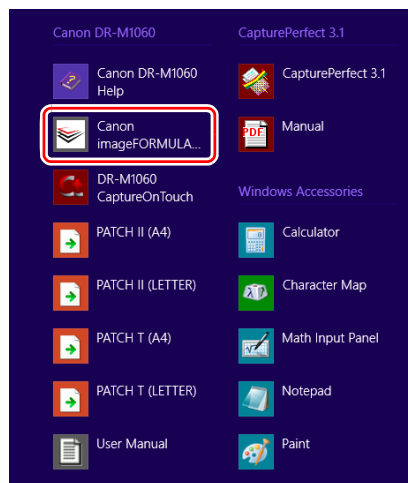 Canon DR-M1060
Canon DR-M1060
Help
Canon
imageFORMULA...
DR-M1060
CaptureOnTouch
PATCH II (A4)
PATCH II (LETTER)
PATCH T (A4)
PATCH T (LETTER)
User Manual
CapturePerfect 3.1
CapturePerfect 3.1
PDF
Manual
Windows Accessories
Calculator
Character Map
Math Input Panel
Notepad
Paint